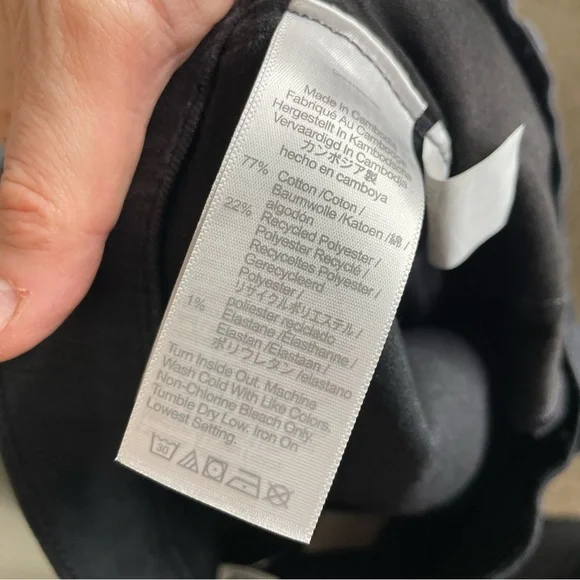 Made in Cambodia
Fabriqué Au Cambodge
Hergestellt In Kambodscha
Vervaardigd In Cambodja
カンボジア製
hecho en camboya
77% Cotton /Coton /
Baumwolle /Katoen /綿 /
algodón
22% Recycled Polyester /
Polyester Recyclé /
Recyceltes Polyester /
Gerecycleerd
Polyester /
リサイクルポリエステル /
poliester reciclado
1% Elastane /Elasthanne /
Elastan /Elastaan /
ポリウレタン /elastano
Turn Inside Out. Machine
Wash Cold With Like Colors.
Non-Chlorine Bleach Only.
Tumble Dry Low. Iron On
Lowest Setting.
30